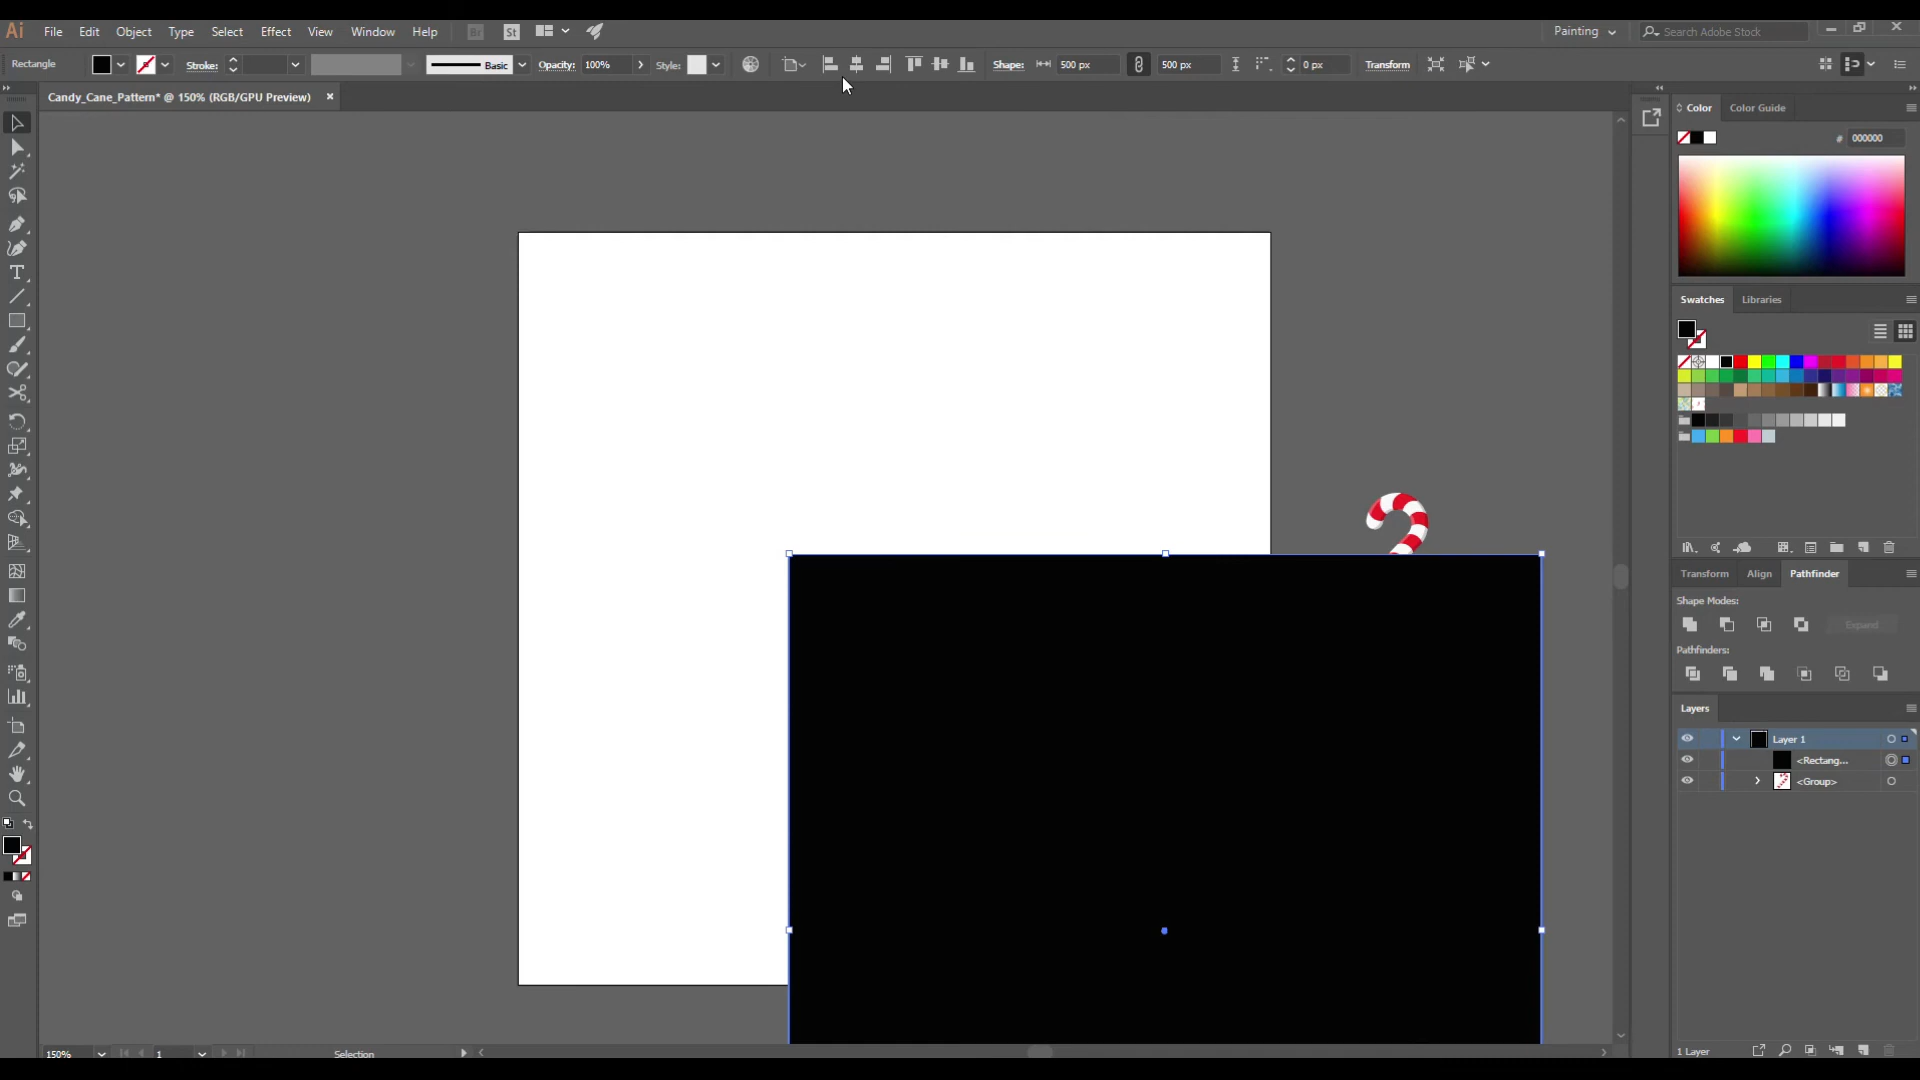 Ai File Edit Object Type Select Effect View Window Help Br St Painting Search Adobe Stock
Rectangle Stroke: Basic Opacity: 100% Style: Shape: 500 px 500 px 0 px Transform
Candy_Cane_Pattern* @ 150% (RGB/GPU Preview) ×
Color Color Guide
# 000000
Swatches Libraries
Transform Align Pathfinder
Shape Modes:
Expand
Pathfinders:
Layers
Layer 1
<Rectang...
<Group>
150% 1 Selection 1 Layer